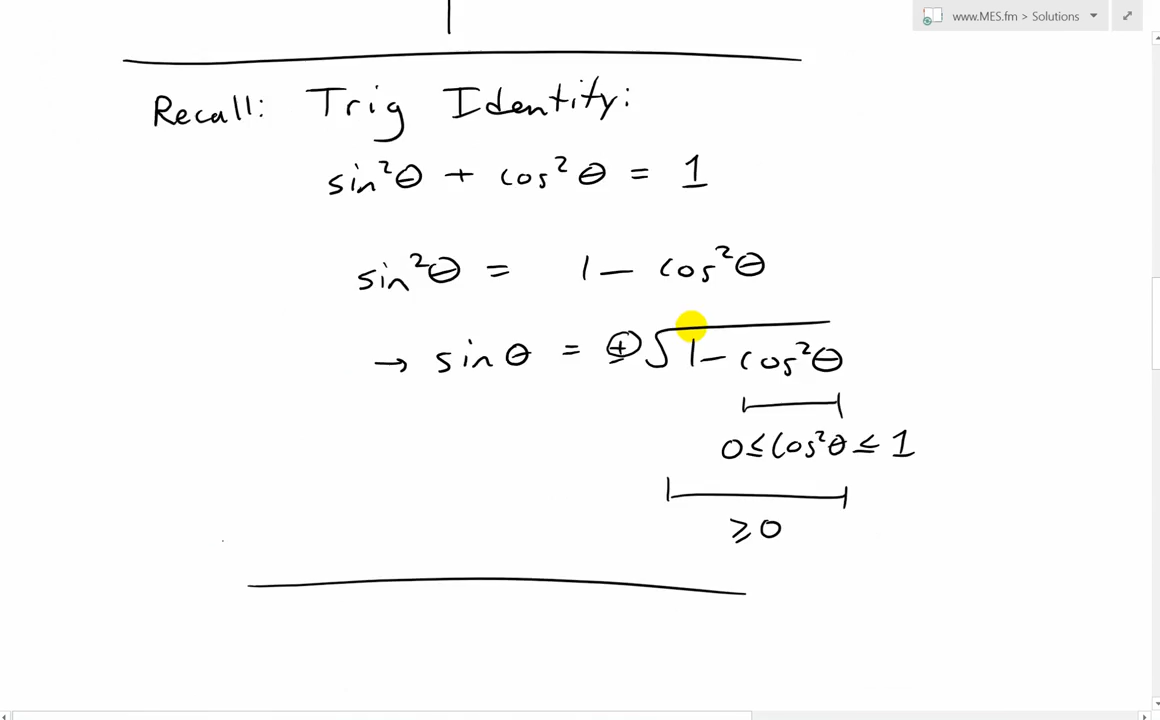 www.MES.fm > Solutions
Recall: Trig Identity:
sin²θ + cos²θ = 1
sin²θ = 1 − cos²θ
→ sin θ = ±√1 − cos²θ
0 ≤ cos²θ ≤ 1
≥ 0